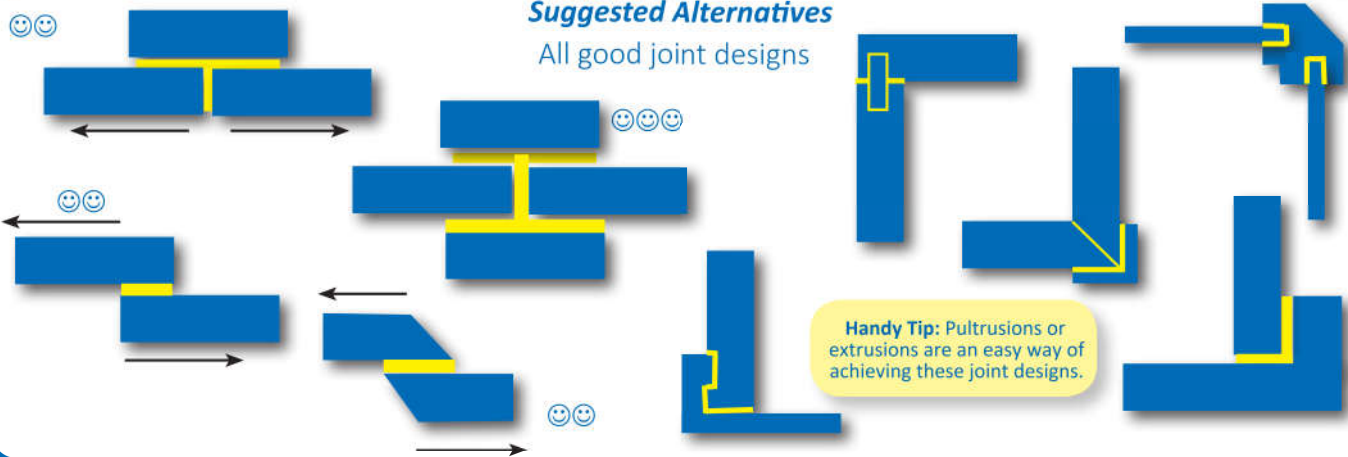 Suggested Alternatives
All good joint designs
Handy Tip: Pultrusions or
extrusions are an easy way of
achieving these joint designs.